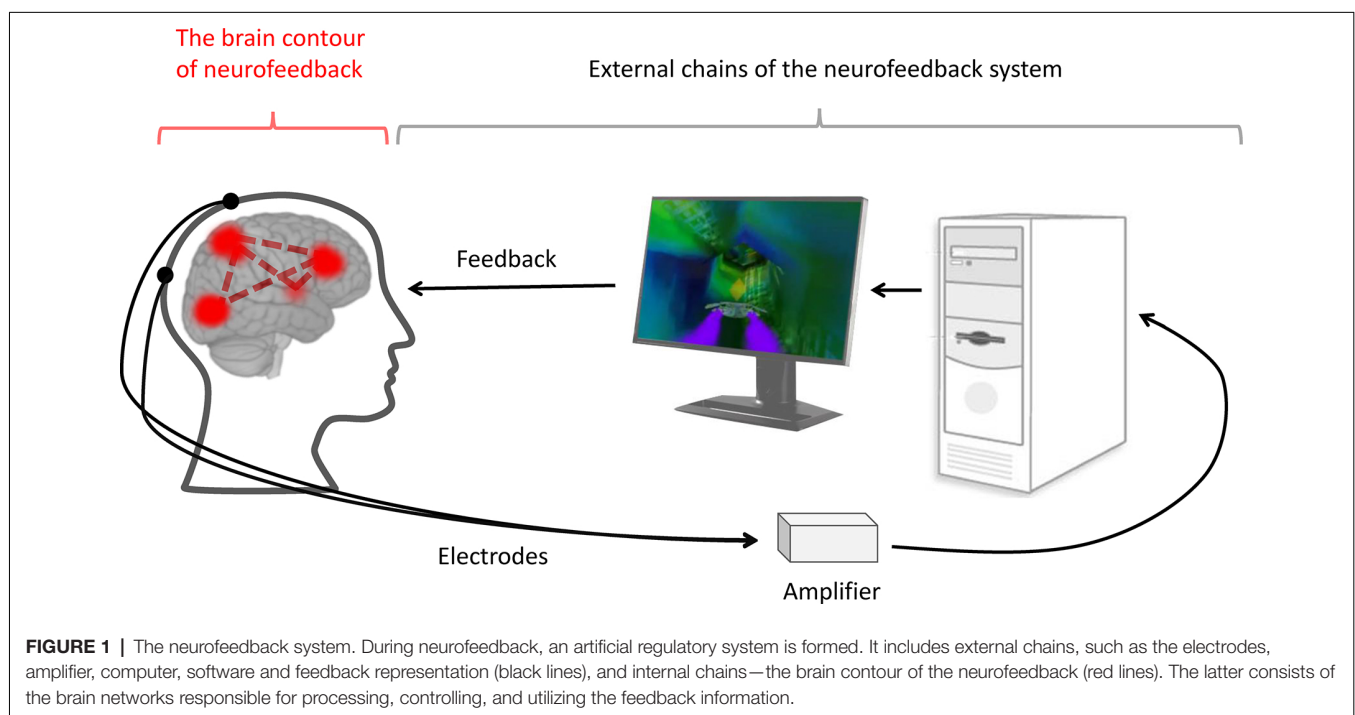 The brain contour
of neurofeedback
External chains of the neurofeedback system
Feedback
Electrodes
Amplifier
FIGURE 1 | The neurofeedback system. During neurofeedback, an artificial regulatory system is formed. It includes external chains, such as the electrodes,
amplifier, computer, software and feedback representation (black lines), and internal chains—the brain contour of the neurofeedback (red lines). The latter consists of
the brain networks responsible for processing, controlling, and utilizing the feedback information.